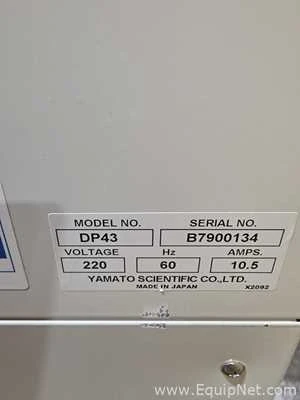 MODEL NO. SERIAL NO.
DP43 B7900134
VOLTAGE Hz AMPS.
220 60 10.5
YAMATO SCIENTIFIC CO.,LTD.
MADE IN JAPAN X2092
www.EquipNet.com